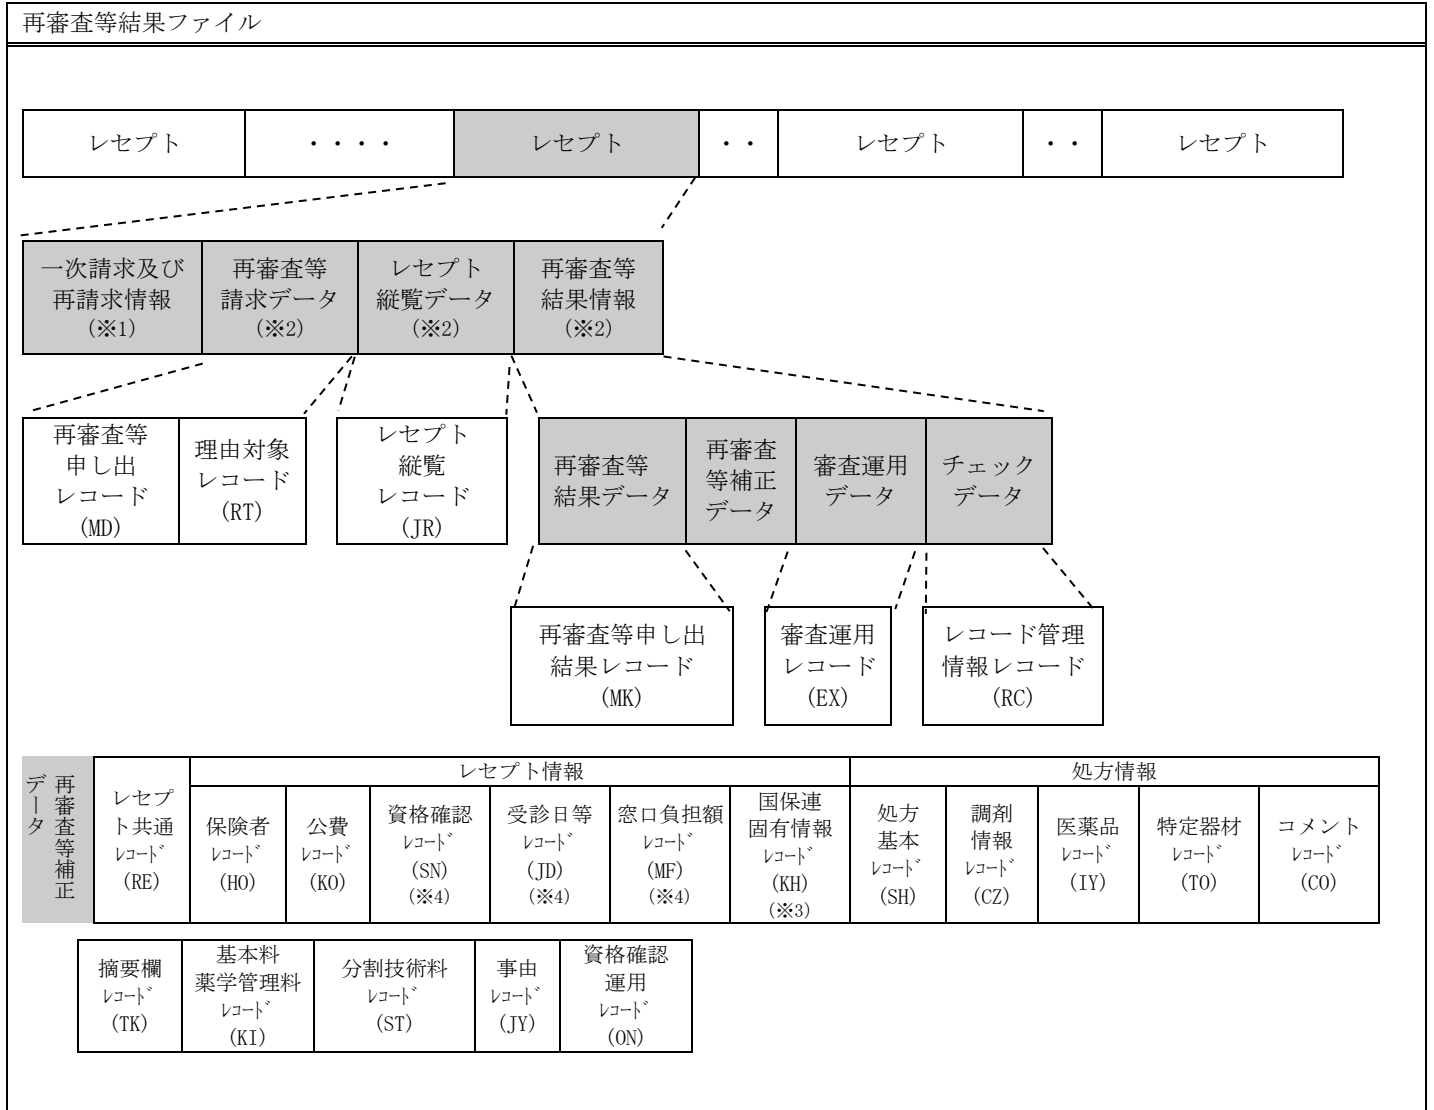 再審査等結果ファイル
レセプト
・・・・
レセプト
・・
レセプト
・・
レセプト
一次請求及び
再請求情報
(※1)
再審査等
請求データ
(※2)
レセプト
縦覧データ
(※2)
再審査等
結果情報
(※2)
再審査等
申し出
レコード
(MD)
理由対象
レコード
(RT)
レセプト
縦覧
レコード
(JR)
再審査等
結果データ
再審査
等補正
データ
審査運用
データ
チェック
データ
再審査等申し出
結果レコード
(MK)
審査運用
レコード
(EX)
レコード管理
情報レコード
(RC)
再審査等補正
データ
レセプ
ト共通
ﾚｺｰﾄﾞ
(RE)
レセプト情報
保険者
ﾚｺｰﾄﾞ
(HO)
公費
ﾚｺｰﾄﾞ
(KO)
資格確認
ﾚｺｰﾄﾞ
(SN)
(※4)
受診日等
ﾚｺｰﾄﾞ
(JD)
(※4)
窓口負担額
ﾚｺｰﾄﾞ
(MF)
(※4)
国保連
固有情報
ﾚｺｰﾄﾞ
(KH)
(※3)
処方情報
処方
基本
ﾚｺｰﾄﾞ
(SH)
調剤
情報
ﾚｺｰﾄﾞ
(CZ)
医薬品
ﾚｺｰﾄﾞ
(IY)
特定器材
ﾚｺｰﾄﾞ
(TO)
コメント
ﾚｺｰﾄﾞ
(CO)
摘要欄
ﾚｺｰﾄﾞ
(TK)
基本料
薬学管理料
ﾚｺｰﾄﾞ
(KI)
分割技術料
ﾚｺｰﾄﾞ
(ST)
事由
ﾚｺｰﾄﾞ
(JY)
資格確認
運用
ﾚｺｰﾄﾞ
(ON)